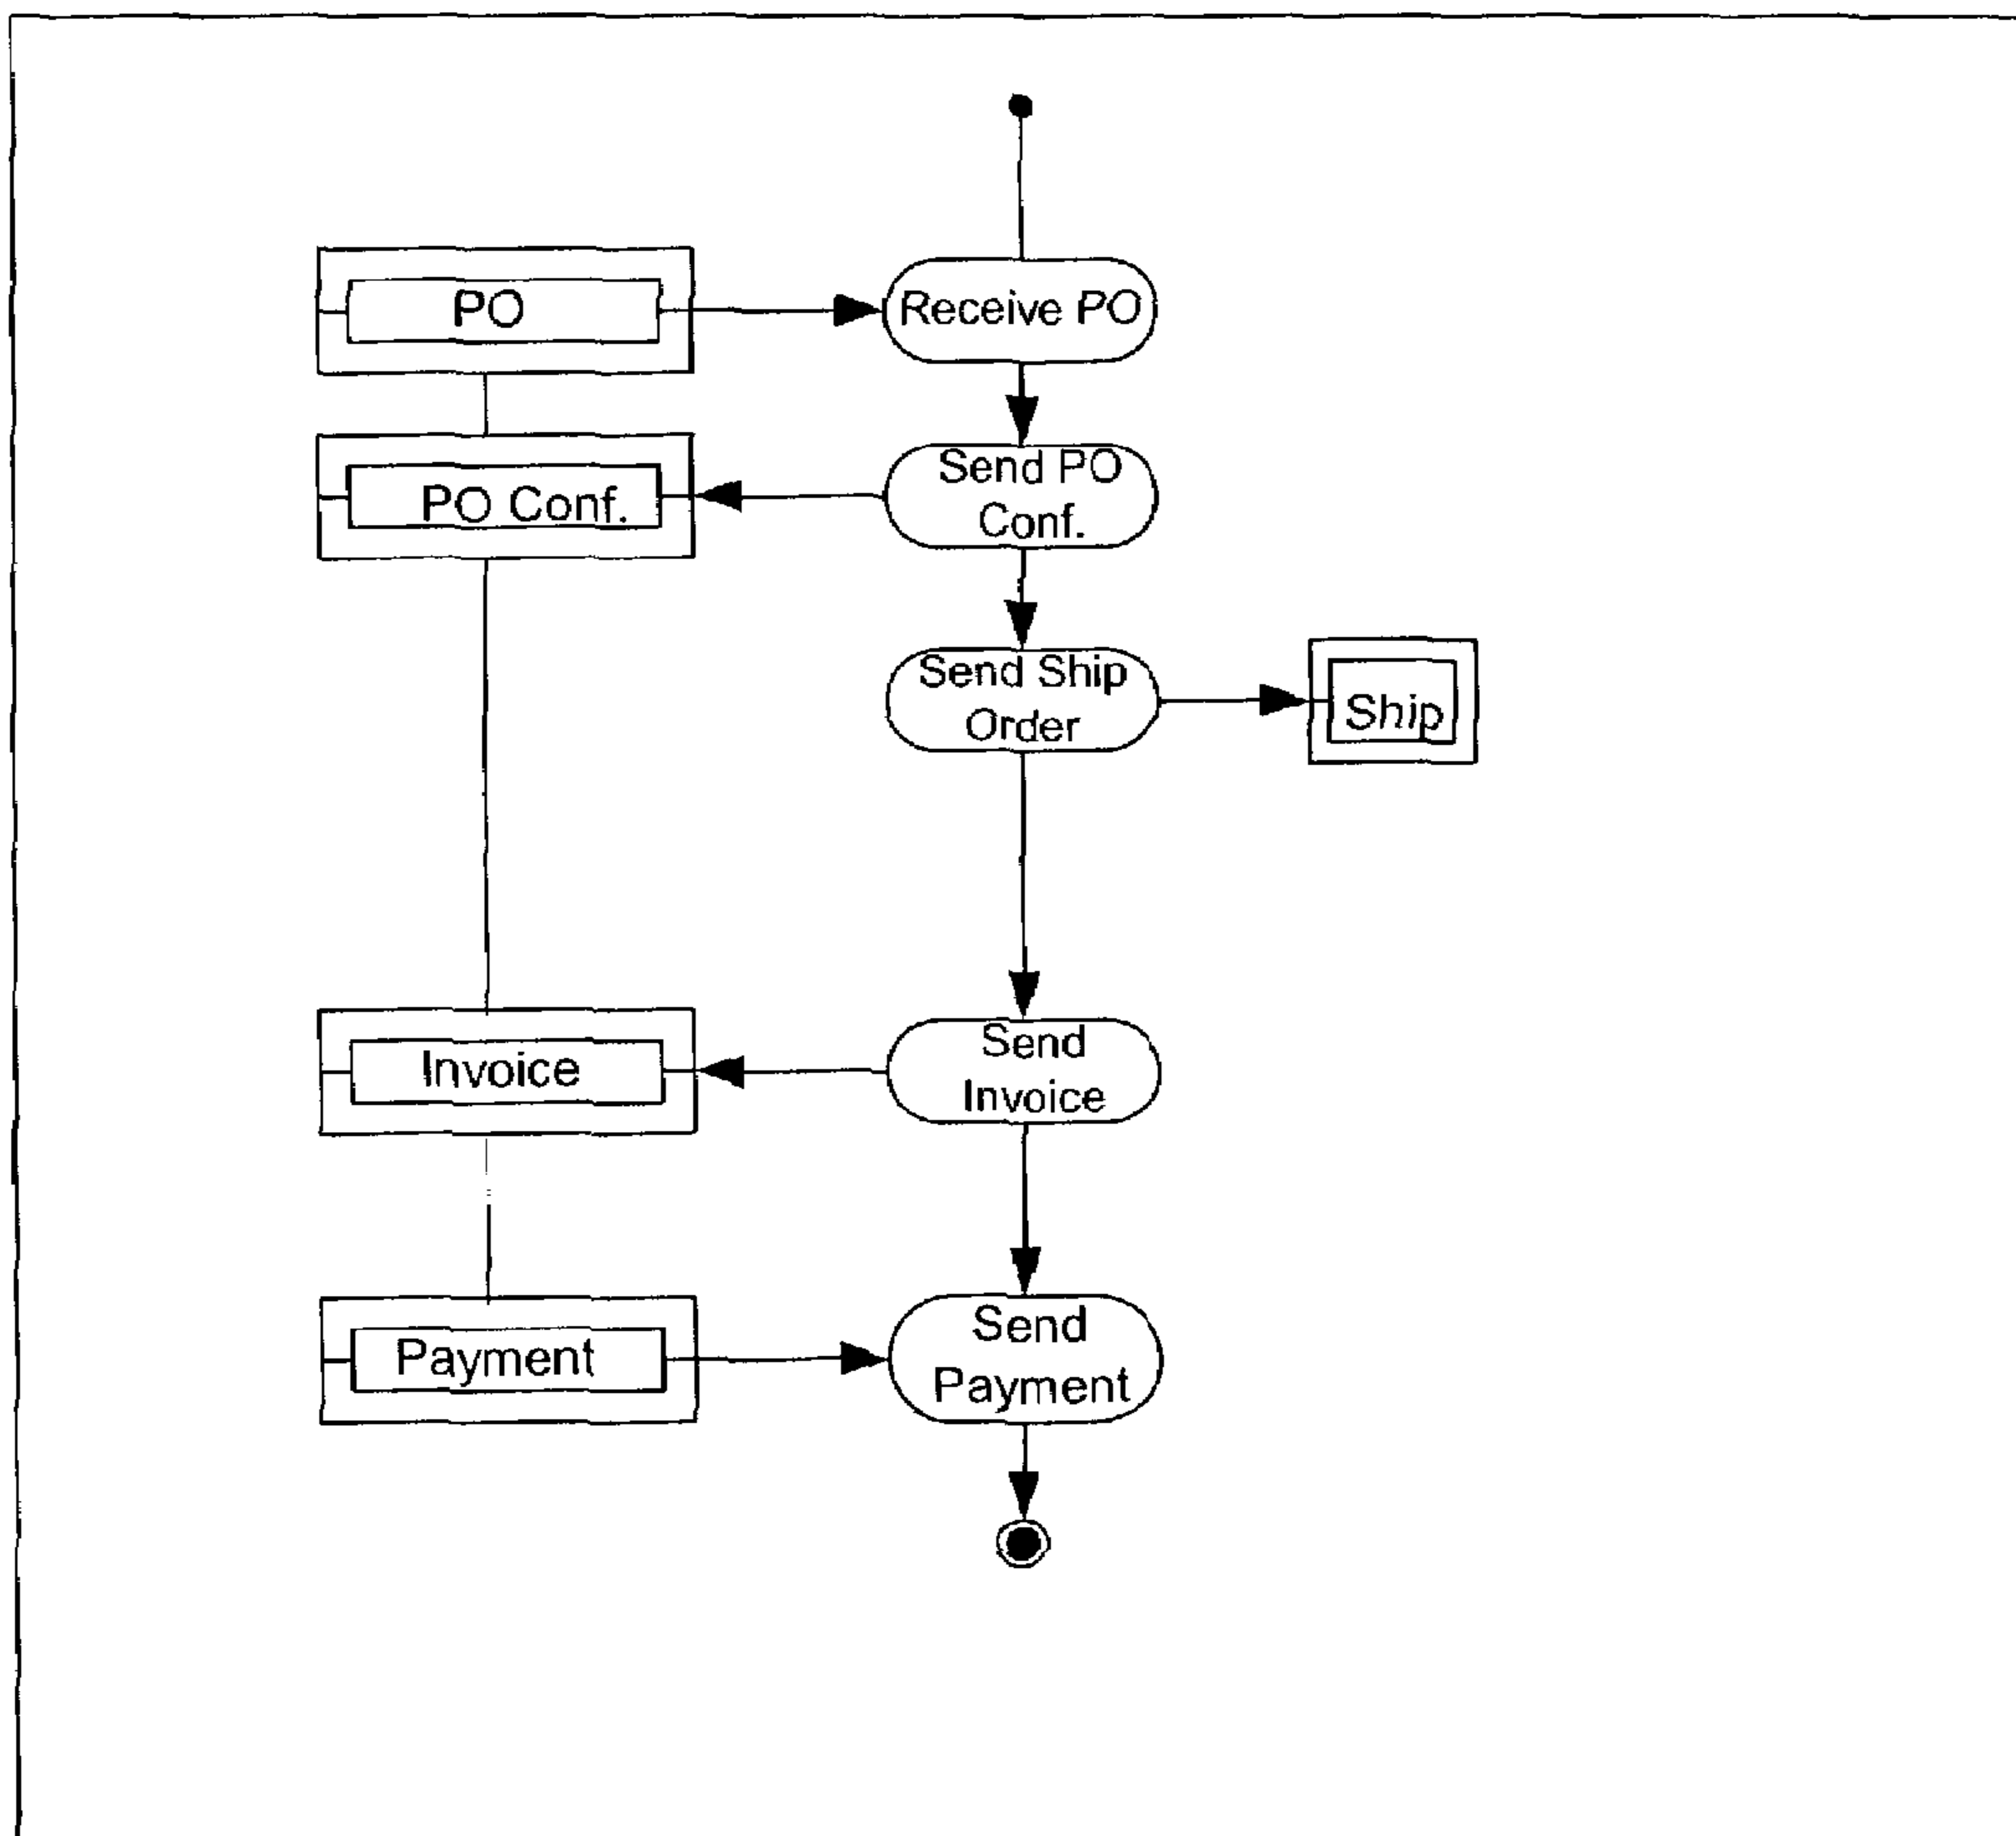 PO
Receive PO
PO Conf.
Send PO
Conf.
Send Ship
Order
Ship
Invoice
Send
Invoice
Payment
Send
Payment